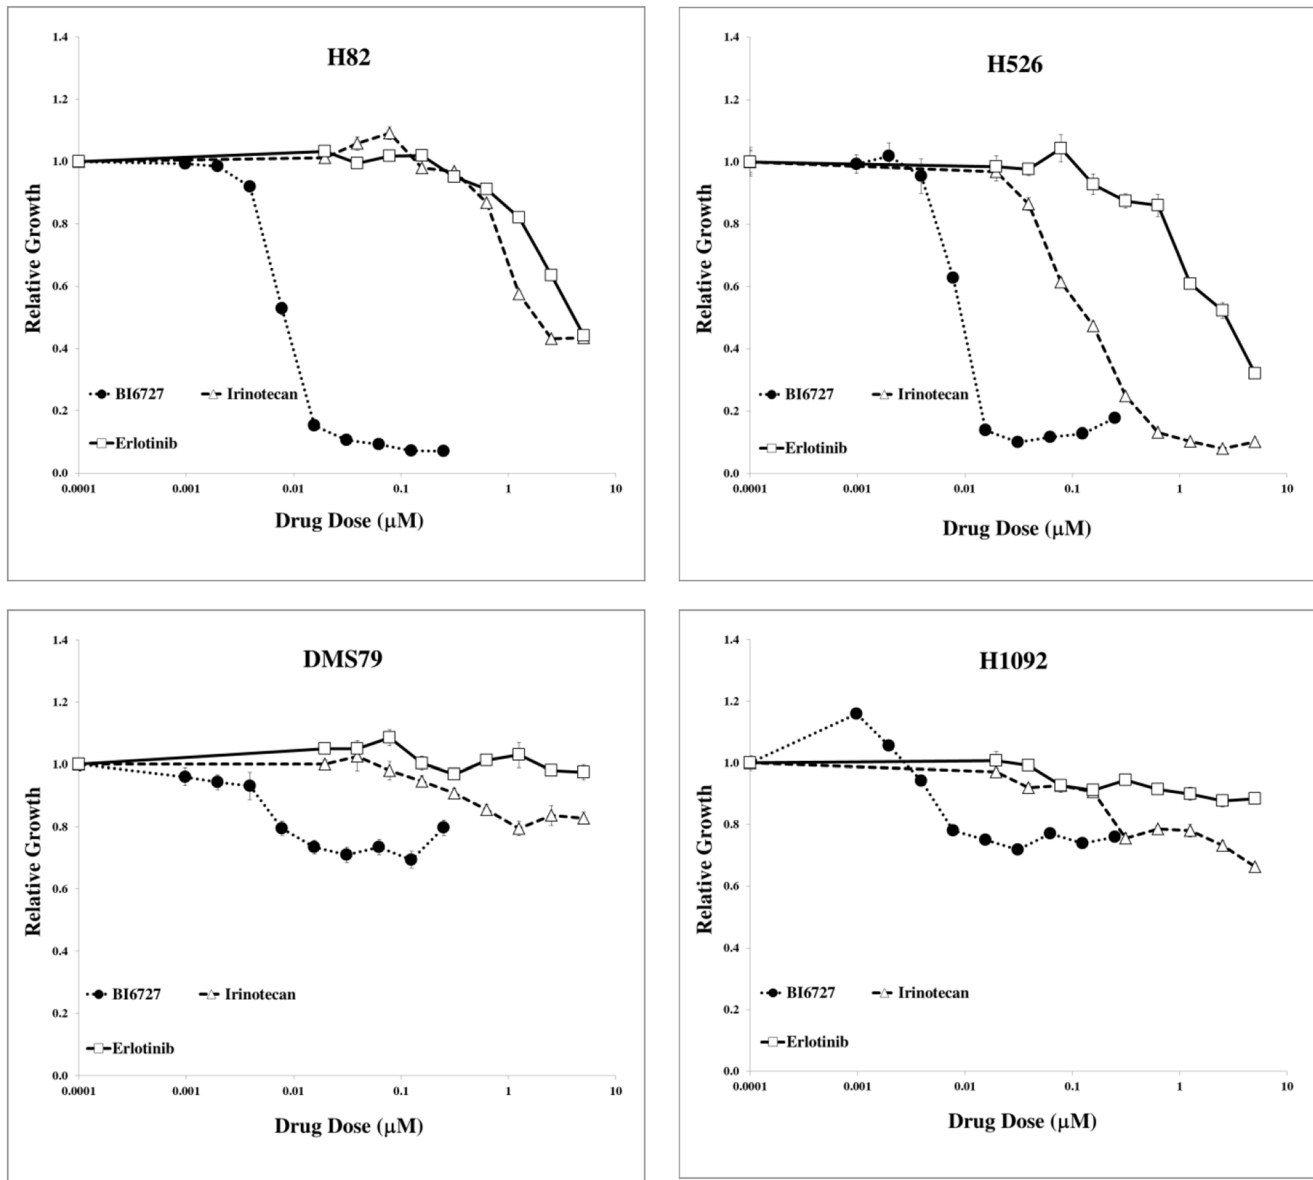 H82
1.4
1.2
1.0
0.8
0.6
0.4
0.2
0.0
Relative Growth
BI6727 Irinotecan
Erlotinib
0.0001 0.001 0.01 0.1 1 10
Drug Dose (μM)
H526
1.4
1.2
1.0
0.8
0.6
0.4
0.2
0.0
Relative Growth
BI6727 Irinotecan
Erlotinib
0.0001 0.001 0.01 0.1 1 10
Drug Dose (μM)
DMS79
1.4
1.2
1.0
0.8
0.6
0.4
0.2
0.0
Relative Growth
BI6727 Irinotecan
Erlotinib
0.0001 0.001 0.01 0.1 1 10
Drug Dose (μM)
H1092
1.4
1.2
1.0
0.8
0.6
0.4
0.2
0.0
Relative Growth
BI6727 Irinotecan
Erlotinib
0.0001 0.001 0.01 0.1 1 10
Drug Dose (μM)